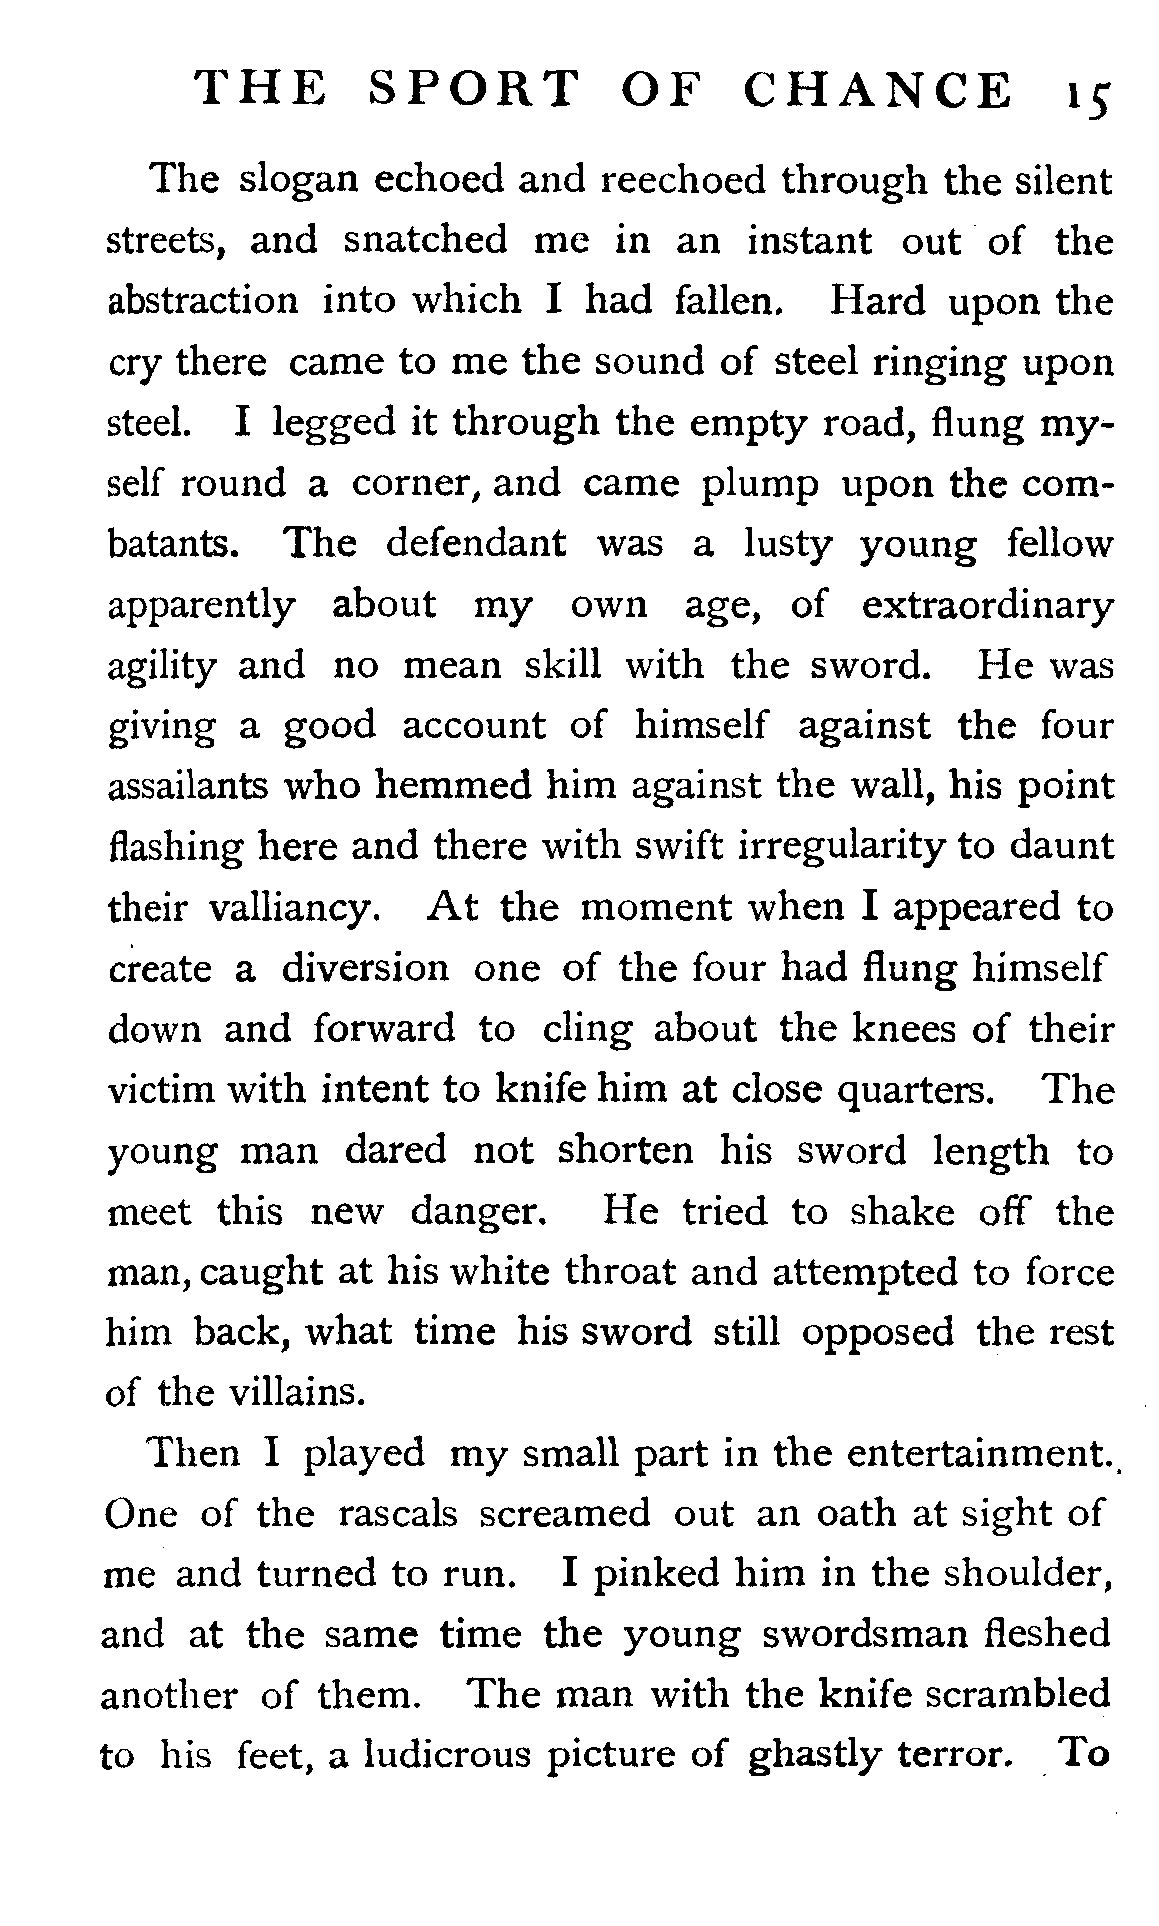 THE SPORT OF CHANCE 15
The slogan echoed and reechoed through the silent
streets, and snatched me in an instant out of the
abstraction into which I had fallen. Hard upon the
cry there came to me the sound of steel ringing upon
steel. I legged it through the empty road, flung my-
self round a corner, and came plump upon the com-
batants. The defendant was a lusty young fellow
apparently about my own age, of extraordinary
agility and no mean skill with the sword. He was
giving a good account of himself against the four
assailants who hemmed him against the wall, his point
flashing here and there with swift irregularity to daunt
their valliancy. At the moment when I appeared to
create a diversion one of the four had flung himself
down and forward to cling about the knees of their
victim with intent to knife him at close quarters. The
young man dared not shorten his sword length to
meet this new danger. He tried to shake off the
man, caught at his white throat and attempted to force
him back, what time his sword still opposed the rest
of the villains.
Then I played my small part in the entertainment.
One of the rascals screamed out an oath at sight of
me and turned to run. I pinked him in the shoulder,
and at the same time the young swordsman fleshed
another of them. The man with the knife scrambled
to his feet, a ludicrous picture of ghastly terror. To